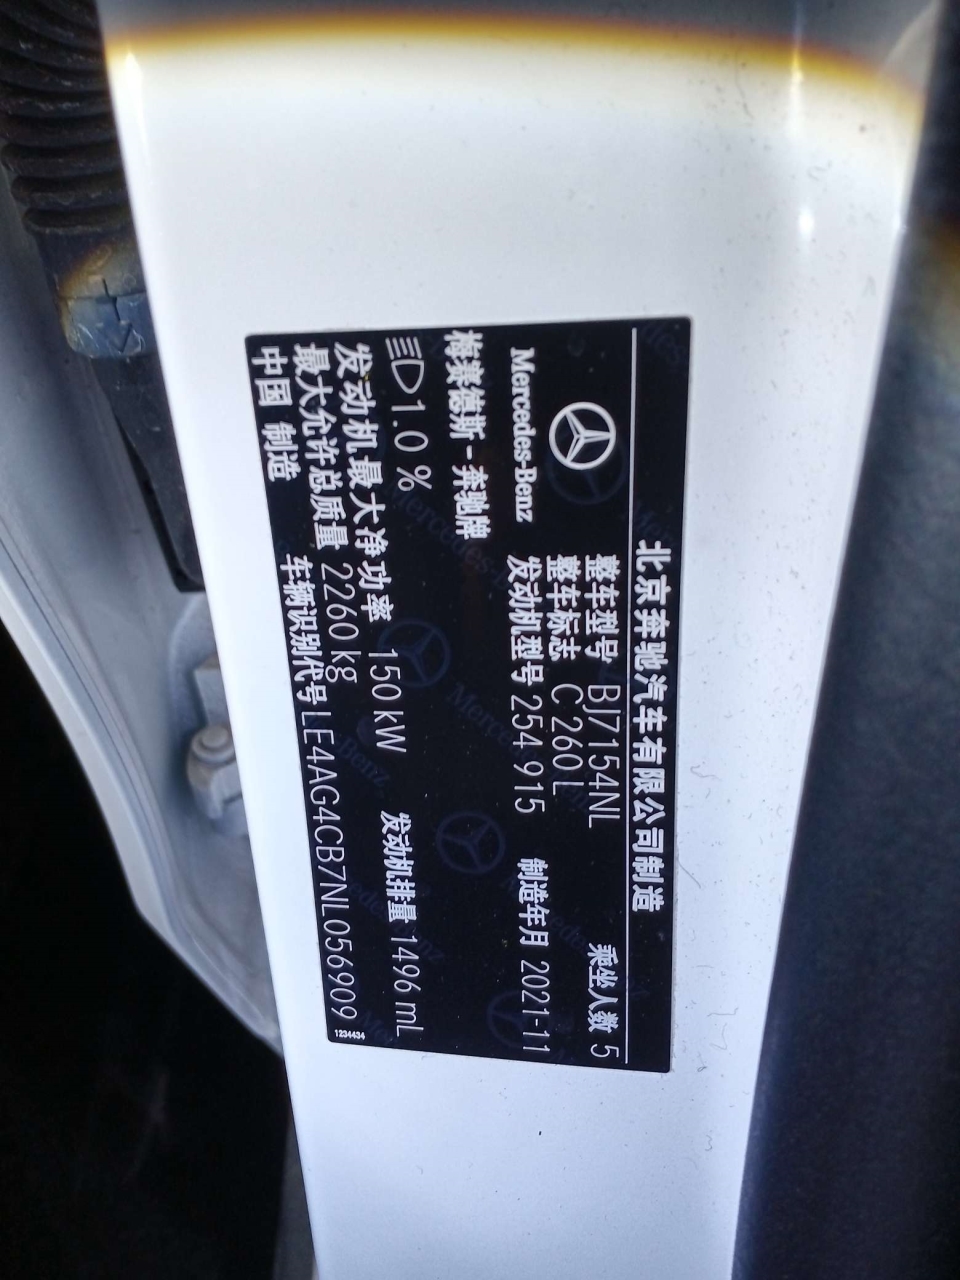 北京奔驰汽车有限公司制造
Mercedes-Benz
整车型号 BJ7154NL 乘坐人数 5
整车标志 C 260 L
发动机型号 254 915 制造年月 2021-11
梅赛德斯-奔驰牌
1.0 %
发动机最大净功率 150 kW 发动机排量 1496 mL
最大允许总质量 2260 kg
中国 制造 车辆识别代号 LE4AG4CB7NL056909
1234434